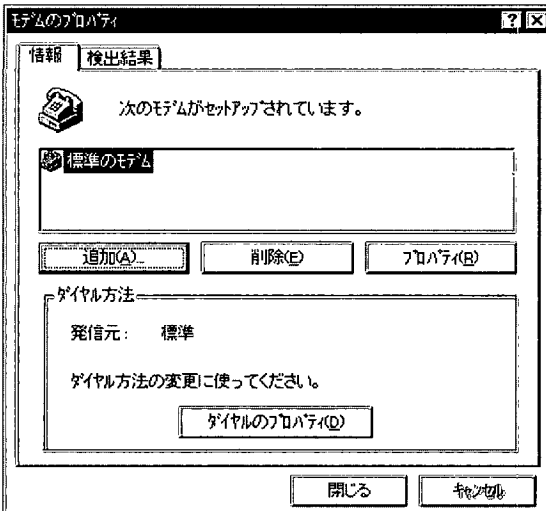 モデムのプロパティ
情報 検出結果
次のモデムがセットアップされています。
標準のモデム
追加(A)... 削除(E) プロパティ(R)
ダイヤル方法
発信元： 標準
ダイヤル方法の変更に使ってください。
ダイヤルのプロパティ(D)
閉じる キャンセル